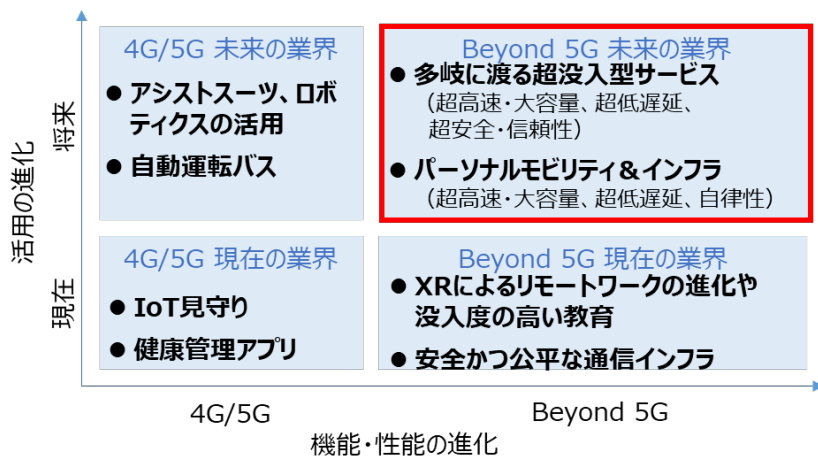 4G/5G 未来の業界
● アシストスーツ、ロボ
ティクスの活用
● 自動運転バス
Beyond 5G 未来の業界
● 多岐に渡る超没入型サービス
（超高速・大容量、超低遅延、
超安全・信頼性）
● パーソナルモビリティ&インフラ
（超高速・大容量、超低遅延、自律性）
4G/5G 現在の業界
● IoT見守り
● 健康管理アプリ
Beyond 5G 現在の業界
● XRによるリモートワークの進化や
没入度の高い教育
● 安全かつ公平な通信インフラ
活用の進化
将来
現在
4G/5G
Beyond 5G
機能・性能の進化